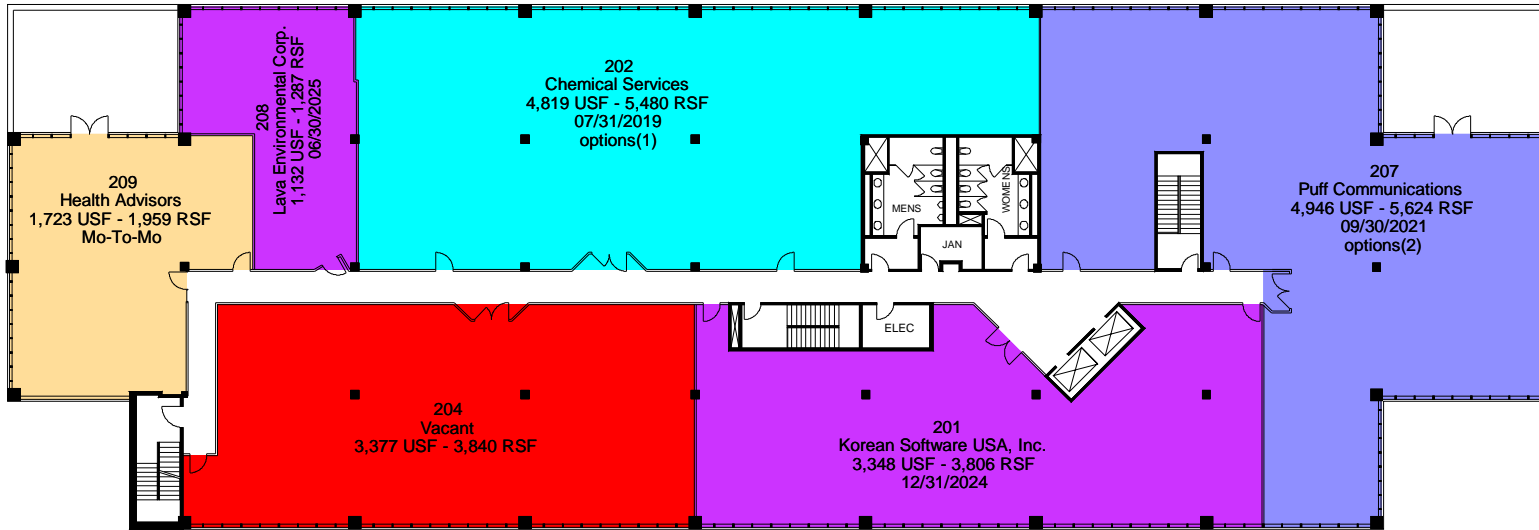 208
Lava Environmental Corp.
1,132 USF - 1,287 RSF
06/30/2025
202
Chemical Services
4,819 USF - 5,480 RSF
07/31/2019
options(1)
209
Health Advisors
1,723 USF - 1,959 RSF
Mo-To-Mo
MENS
WOMENS
JAN
207
Puff Communications
4,946 USF - 5,624 RSF
09/30/2021
options(2)
ELEC
204
Vacant
3,377 USF - 3,840 RSF
201
Korean Software USA, Inc.
3,348 USF - 3,806 RSF
12/31/2024